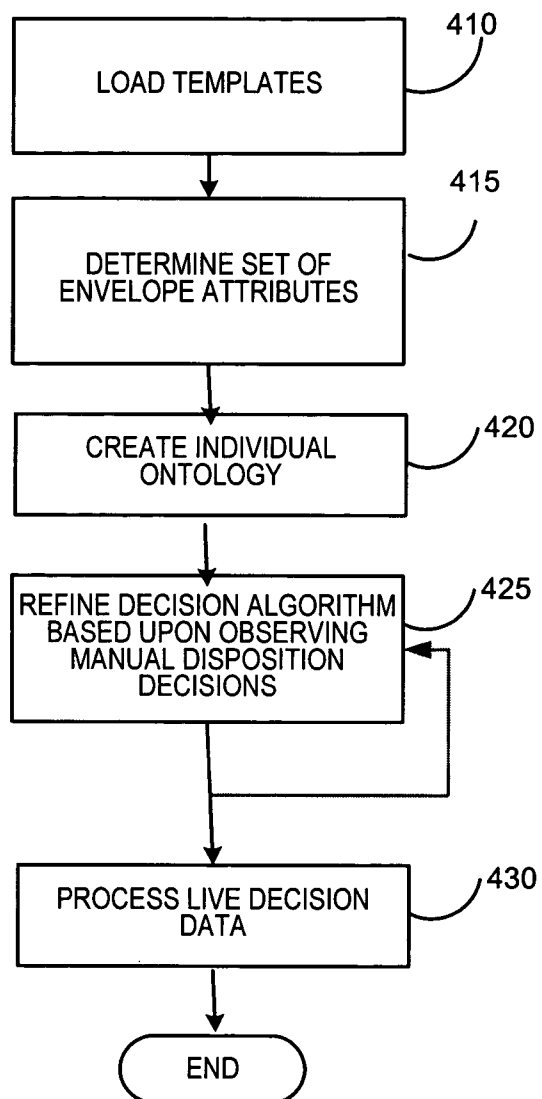 410
LOAD TEMPLATES
415
DETERMINE SET OF
ENVELOPE ATTRIBUTES
420
CREATE INDIVIDUAL
ONTOLOGY
425
REFINE DECISION ALGORITHM
BASED UPON OBSERVING
MANUAL DISPOSITION
DECISIONS
430
PROCESS LIVE DECISION
DATA
END